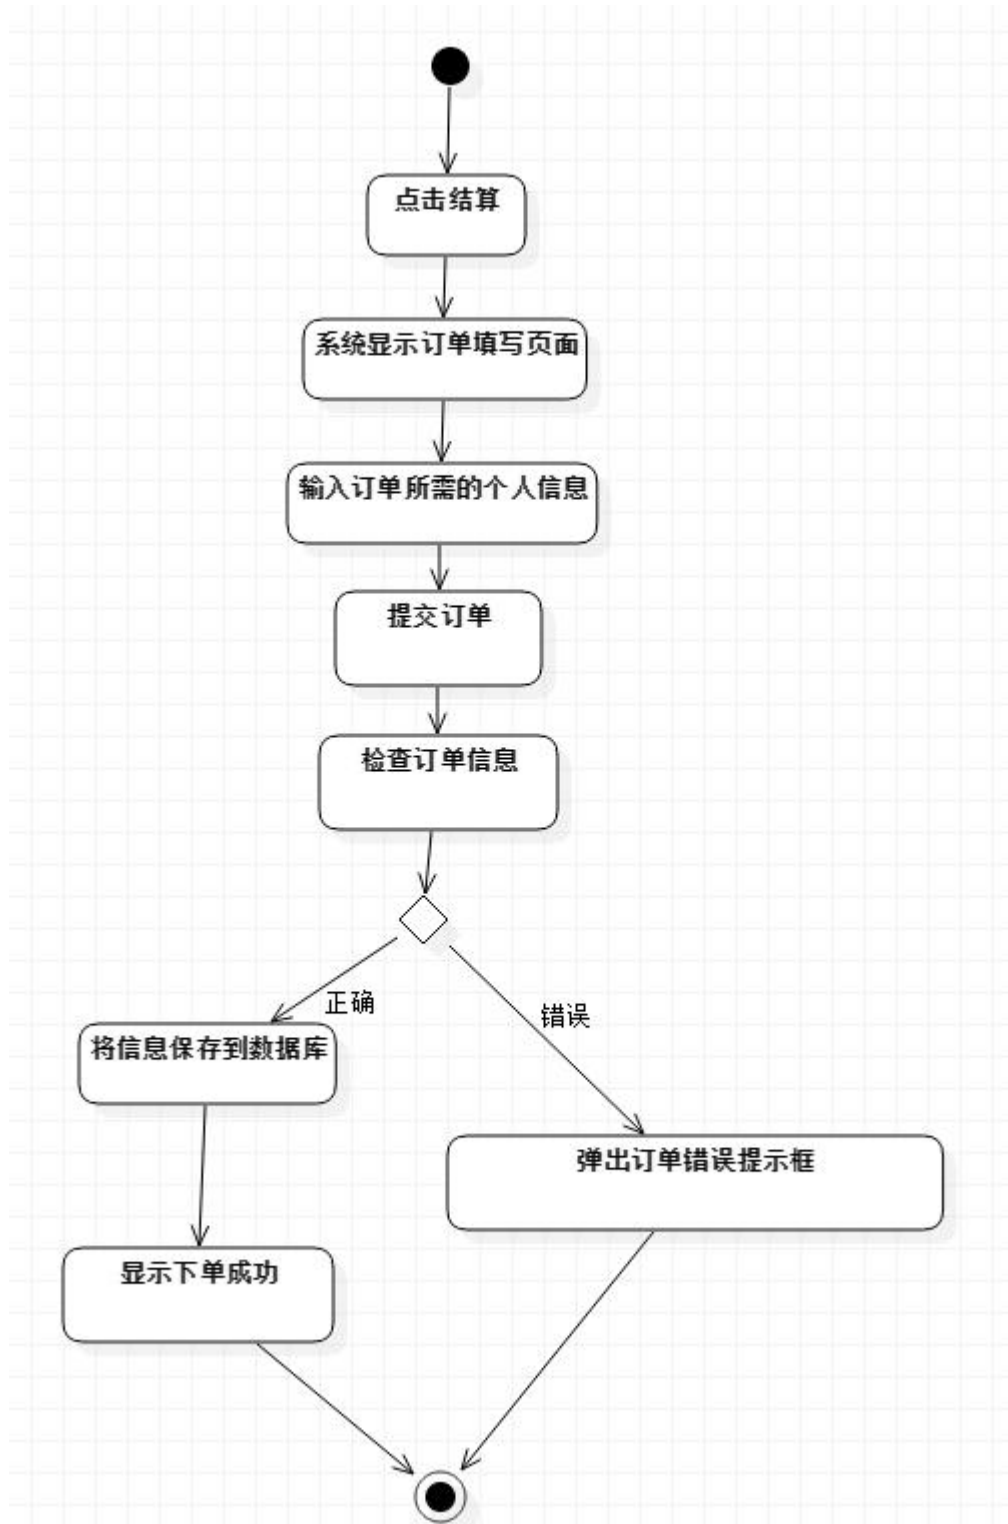 点击结算
系统显示订单填写页面
输入订单所需的个人信息
提交订单
检查订单信息
正确
错误
将信息保存到数据库
弹出订单错误提示框
显示下单成功